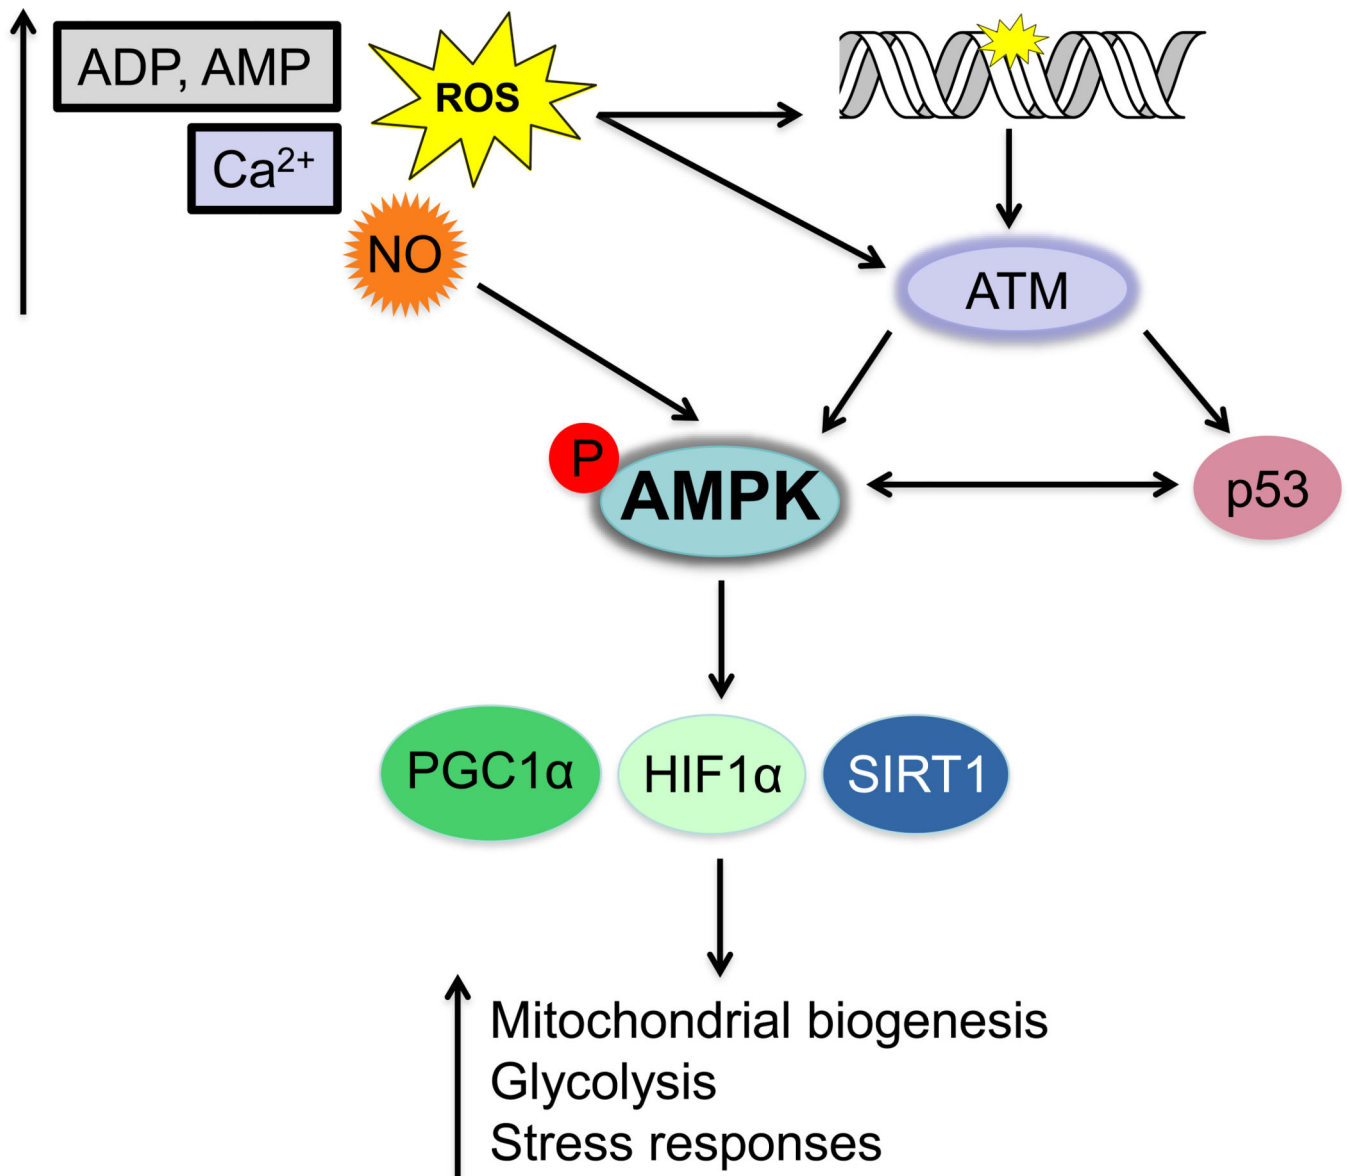 ADP, AMP
ROS
Ca²⁺
NO
ATM
P
AMPK
p53
PGC1α
HIF1α
SIRT1
Mitochondrial biogenesis
Glycolysis
Stress responses